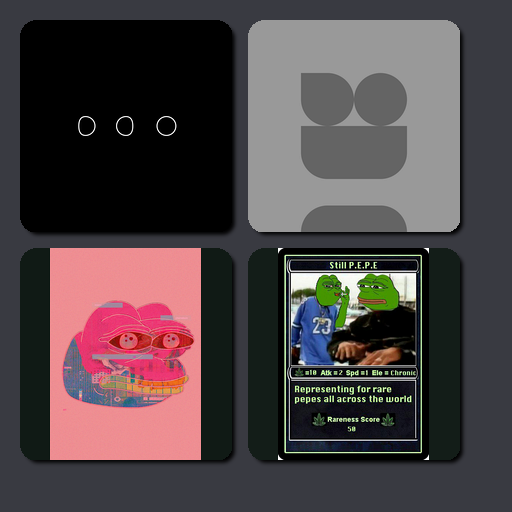 Still P.E.P.E
23
=10 Atk=2 Spd=1 Ele = Chronic
Representing for rare
pepes all across the world
Rareness Score
50